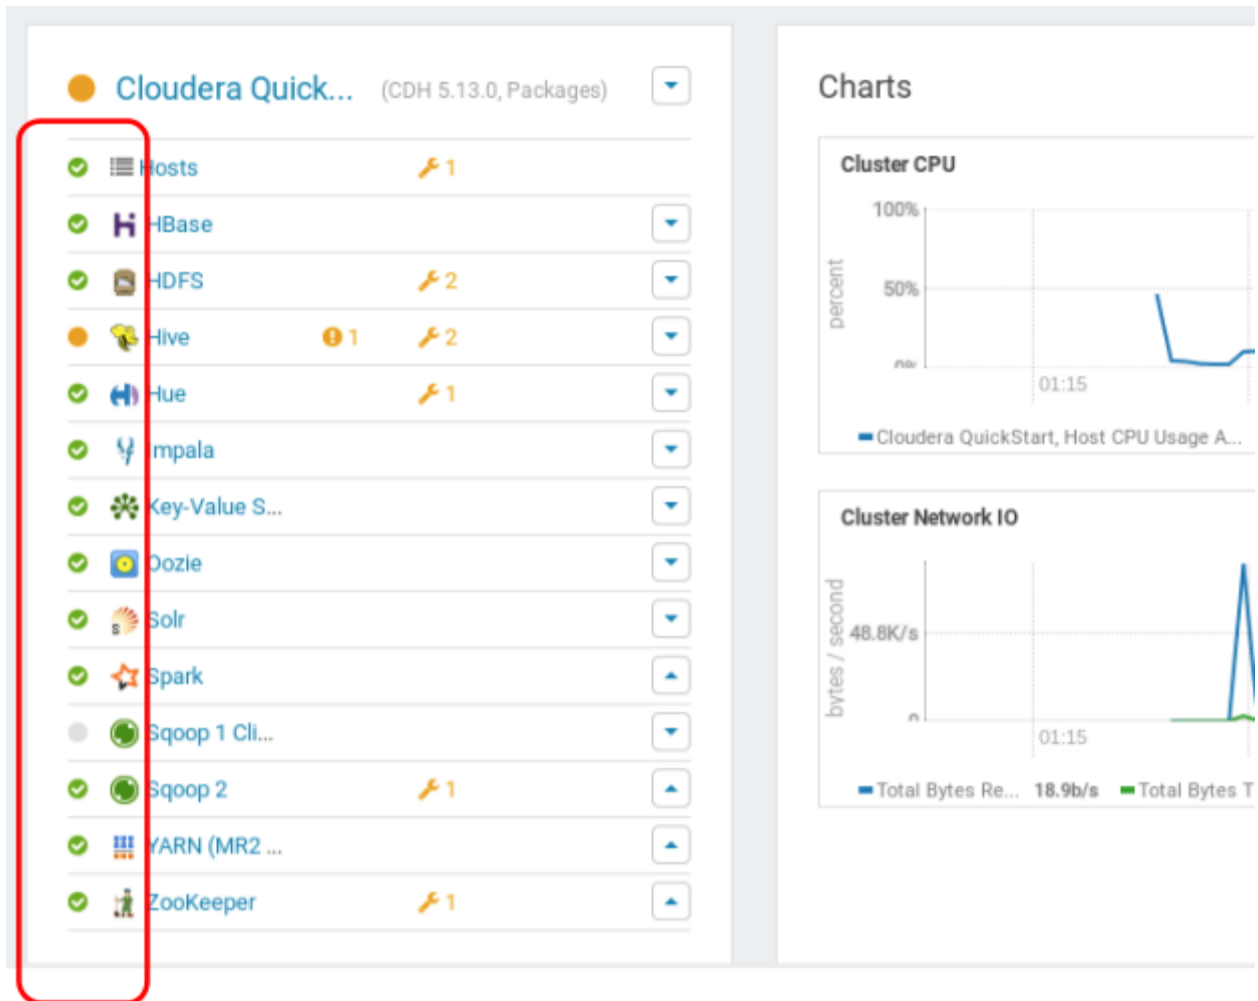 Cloudera Quick... (CDH 5.13.0, Packages)
Hosts 1
HBase
HDFS 2
Hive 1 2
Hue 1
Impala
Key-Value S...
Oozie
Solr
Spark
Sqoop 1 Cli...
Sqoop 2 1
YARN (MR2 ...
ZooKeeper 1
Charts
Cluster CPU
percent
100%
50%
0%
01:15
Cloudera QuickStart, Host CPU Usage A...
Cluster Network IO
bytes / second
48.8K/s
0
01:15
Total Bytes Re... 18.9b/s Total Bytes T